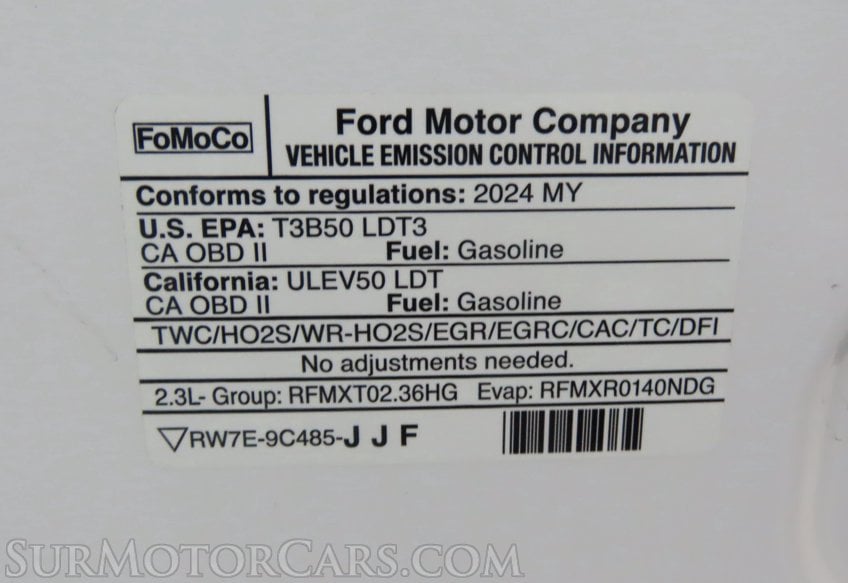 FoMoCo
Ford Motor Company
VEHICLE EMISSION CONTROL INFORMATION
Conforms to regulations: 2024 MY
U.S. EPA: T3B50 LDT3
CA OBD II Fuel: Gasoline
California: ULEV50 LDT
CA OBD II Fuel: Gasoline
TWC/HO2S/WR-HO2S/EGR/EGRC/CAC/TC/DFI
No adjustments needed.
2.3L- Group: RFMXT02.36HG Evap: RFMXR0140NDG
RW7E-9C485-J J F
SurMotorCars.com